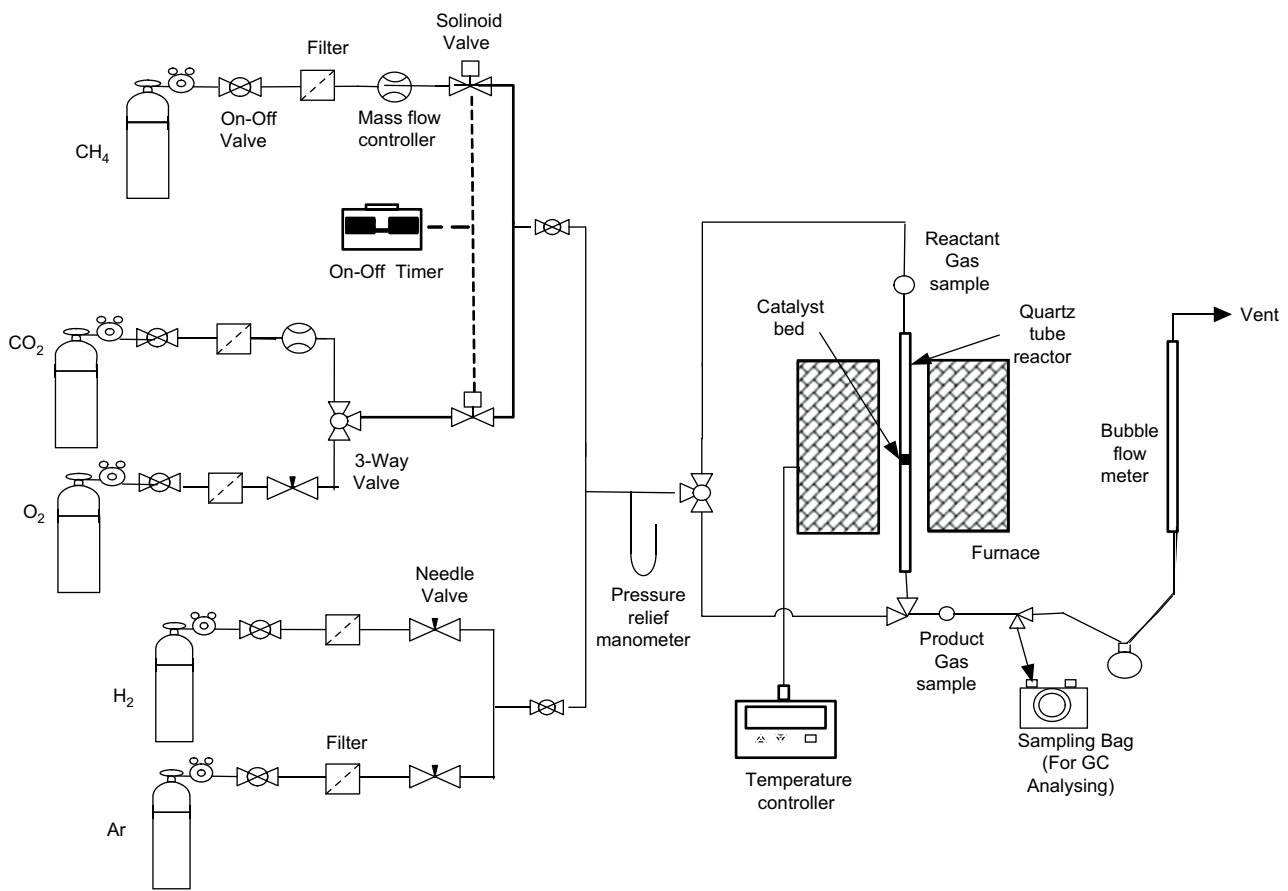 Solinoid
Valve
Filter
On-Off
Valve
Mass flow
controller
CH4
On-Off Timer
Reactant
Gas
sample
Catalyst
bed
Quartz
tube
reactor
Vent
CO2
3-Way
Valve
O2
Bubble
flow
meter
Furnace
Needle
Valve
Pressure
relief
manometer
Product
Gas
sample
H2
Filter
Sampling Bag
(For GC
Analysing)
Temperature
controller
Ar